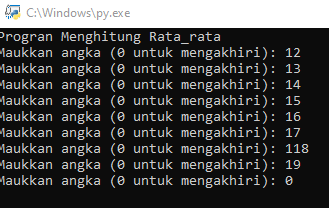 C:\Windows\py.exe
Progran Menghitung Rata_rata
Maukkan angka (0 untuk mengakhiri): 12
Maukkan angka (0 untuk mengakhiri): 13
Maukkan angka (0 untuk mengakhiri): 14
Maukkan angka (0 untuk mengakhiri): 15
Maukkan angka (0 untuk mengakhiri): 16
Maukkan angka (0 untuk mengakhiri): 17
Maukkan angka (0 untuk mengakhiri): 118
Maukkan angka (0 untuk mengakhiri): 19
Maukkan angka (0 untuk mengakhiri): 0